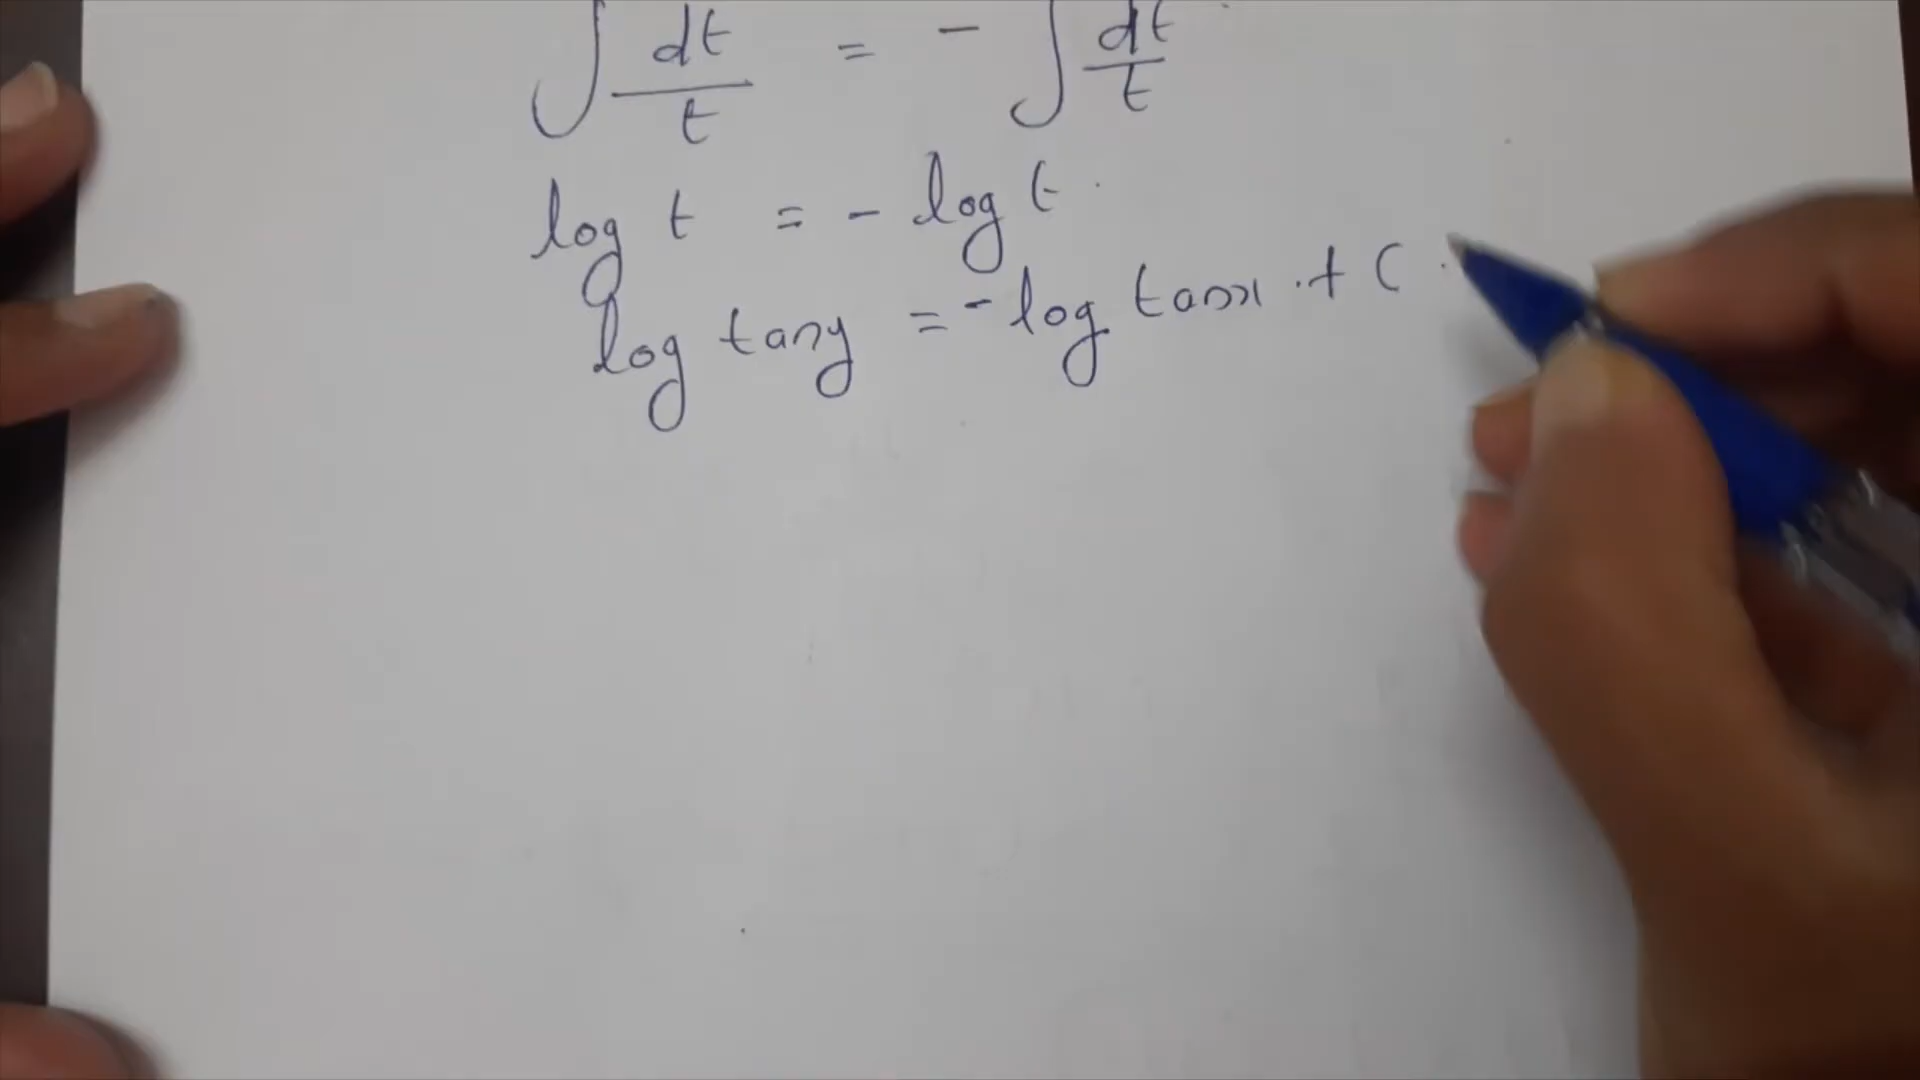 ∫ dt/t = - ∫ dt/t
log t = - log t
log tany = - log tanx + C